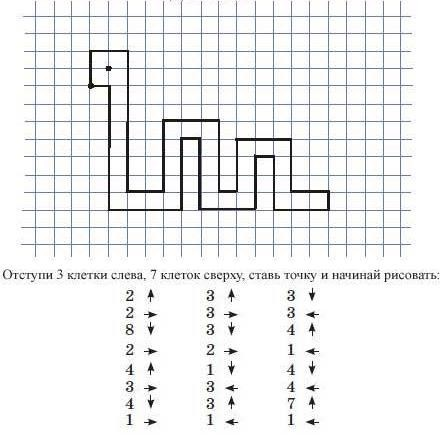 Отступи 3 клетки слева, 7 клеток сверху, ставь точку и начинай рисовать:
2 ↑ 3 ↑ 3 ↓
2 → 3 → 3 ←
8 ↓ 3 ↓ 4 ↑
2 → 2 → 1 ←
4 ↑ 1 ↓ 4 ↓
3 → 3 ← 4 ←
4 ↓ 3 ↑ 7 ↑
1 → 1 ← 1 ←